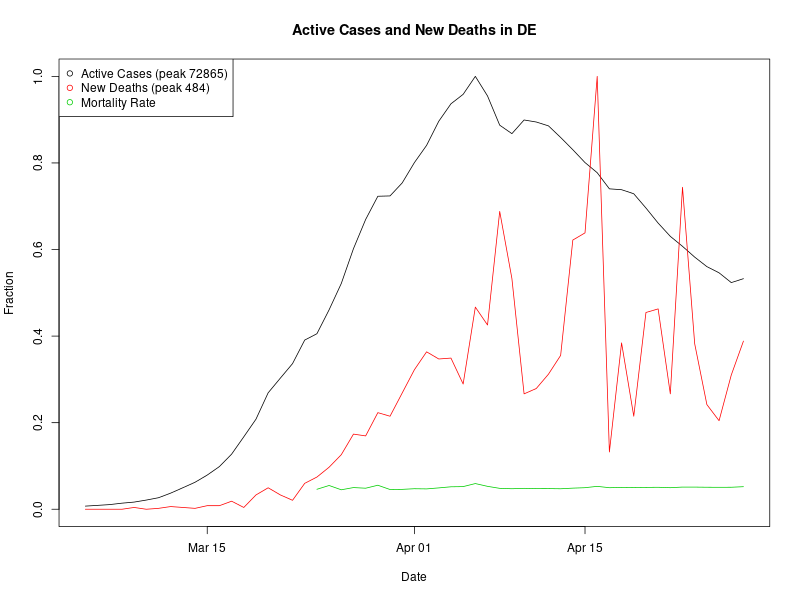 Active Cases and New Deaths in DE
Active Cases (peak 72865)
New Deaths (peak 484)
Mortality Rate
1.0
0.8
0.6
0.4
0.2
0.0
Fraction
Mar 15
Apr 01
Apr 15
Date